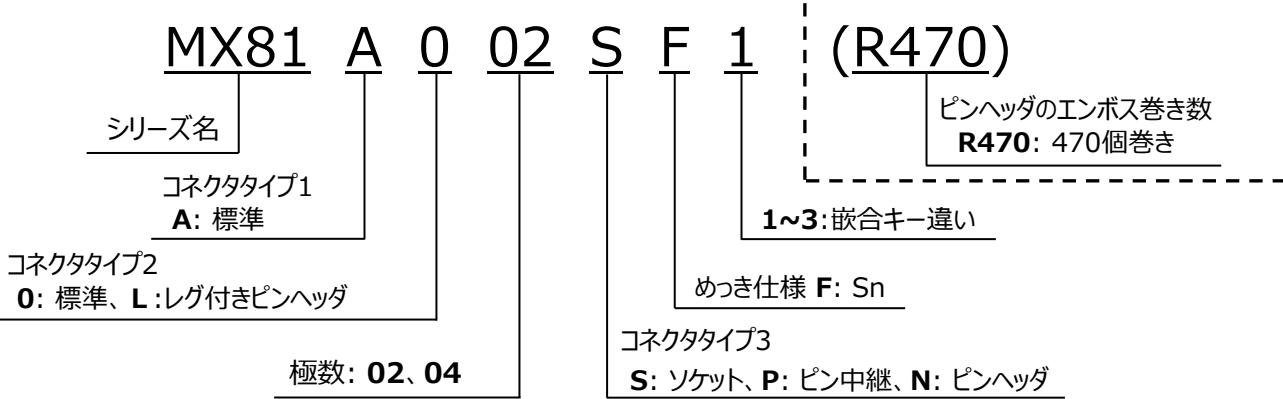 MX81 A 0 02 S F 1 (R470)
ピンヘッダのエンボス巻き数
R470: 470個巻き
シリーズ名
コネクタタイプ1
A: 標準
1~3:嵌合キー違い
コネクタタイプ2
0: 標準、L:レグ付きピンヘッダ
めっき仕様 F: Sn
コネクタタイプ3
S: ソケット、P: ピン中継、N: ピンヘッダ
極数: 02、04